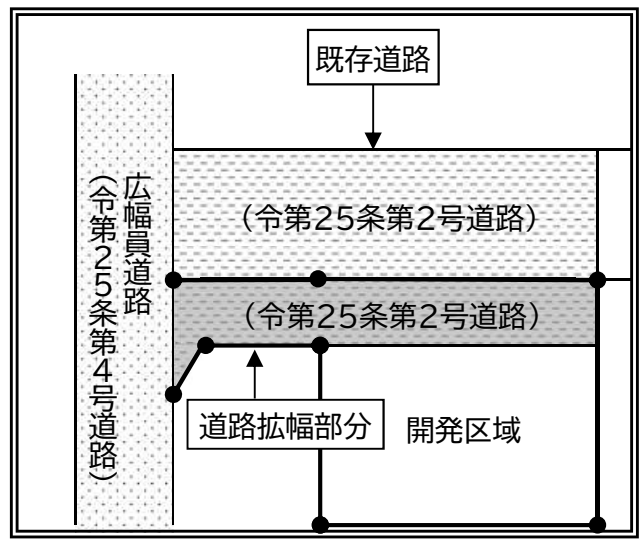 既存道路
広幅員道路
（令第２５条第４号道路）
（令第２５条第２号道路）
（令第２５条第２号道路）
道路拡幅部分
開発区域